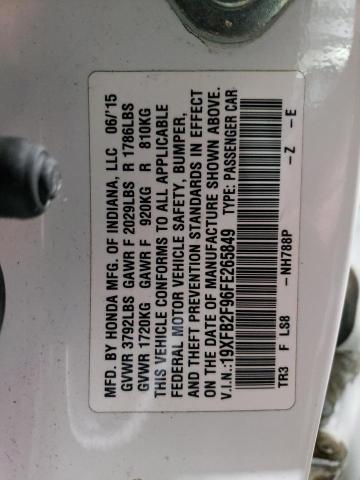 MFD. BY HONDA MFG. OF INDIANA, LLC 06/'15
GVWR 3792LBS GAWR F 2029LBS R 1786LBS
GVWR 1720KG GAWR F 920KG R 810KG
THIS VEHICLE CONFORMS TO ALL APPLICABLE
FEDERAL MOTOR VEHICLE SAFETY, BUMPER,
AND THEFT PREVENTION STANDARDS IN EFFECT
ON THE DATE OF MANUFACTURE SHOWN ABOVE.
V.I.N.:19XFB2F96FE265849 TYPE: PASSENGER CAR
TR3 F LS8 -NH788P -Z -E